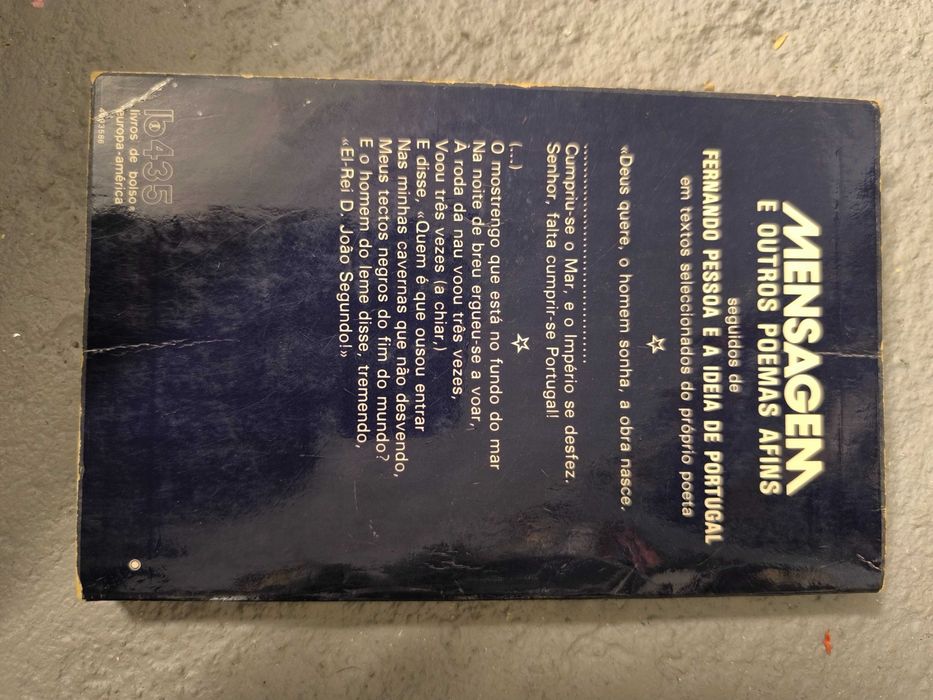 MENSAGEM
E OUTROS POEMAS AFINS
seguidos de
FERNANDO PESSOA E A IDEIA DE PORTUGAL
em textos seleccionados do próprio poeta
☆
«Deus quere, o homem sonha, a obra nasce.
........................................
Cumpriu-se o Mar, e o Império se desfez.
Senhor, falta cumprir-se Portugal!
☆
(...)
O mostrengo que está no fundo do mar
Na noite de breu ergueu-se a voar,
À roda da nau voou três vezes,
Voou três vezes (a chiar,)
E disse, «Quem é que ousou entrar
Nas minhas cavernas que não desvendo,
Meus tectos negros do fim do mundo?
E o homem do leme disse, tremendo,
«El-Rei D. João Segundo!»
lb435
livros de bolso
europa-américa